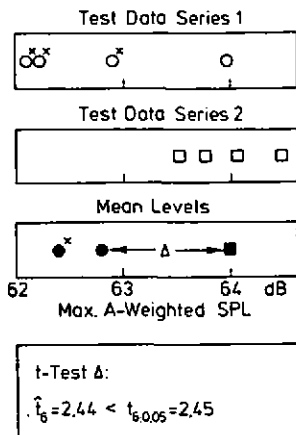 Test Data Series 1
x x x
Test Data Series 2
Mean Levels
x
Δ
62 63 64 dB
Max. A-Weighted SPL
t-Test Δ:
t̂₆=2.44 < t₆;₀.₀₅=2.45